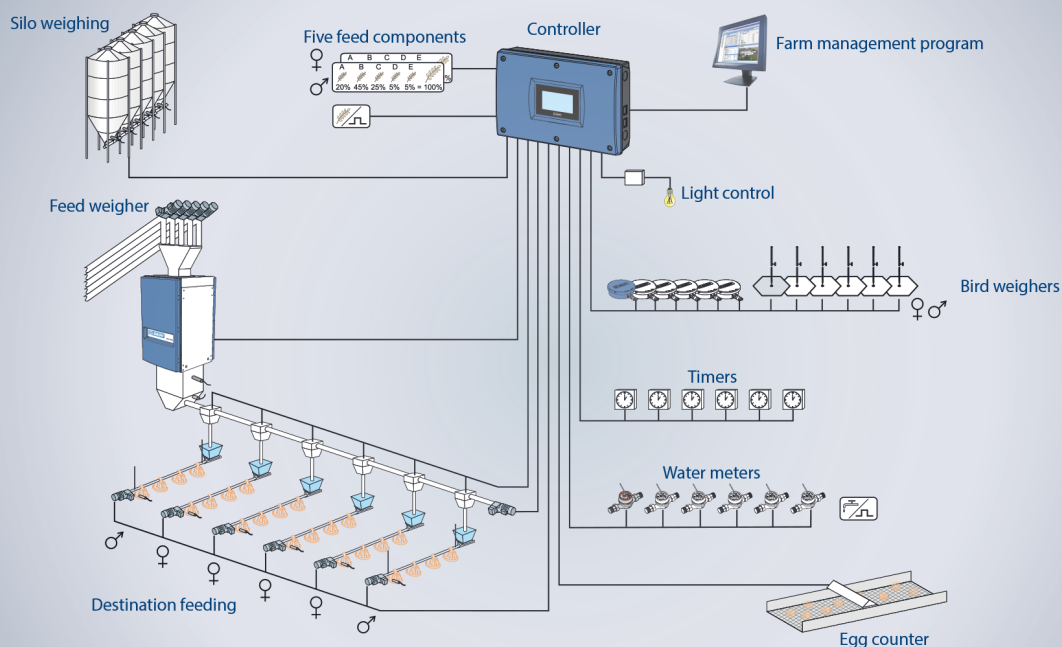 Silo weighing
Five feed components
Controller
Farm management program
A B C D E
A B C D E
%
20% 45% 25% 5% 5% = 100%
Light control
Feed weigher
Bird weighers
Timers
Water meters
Destination feeding
Egg counter